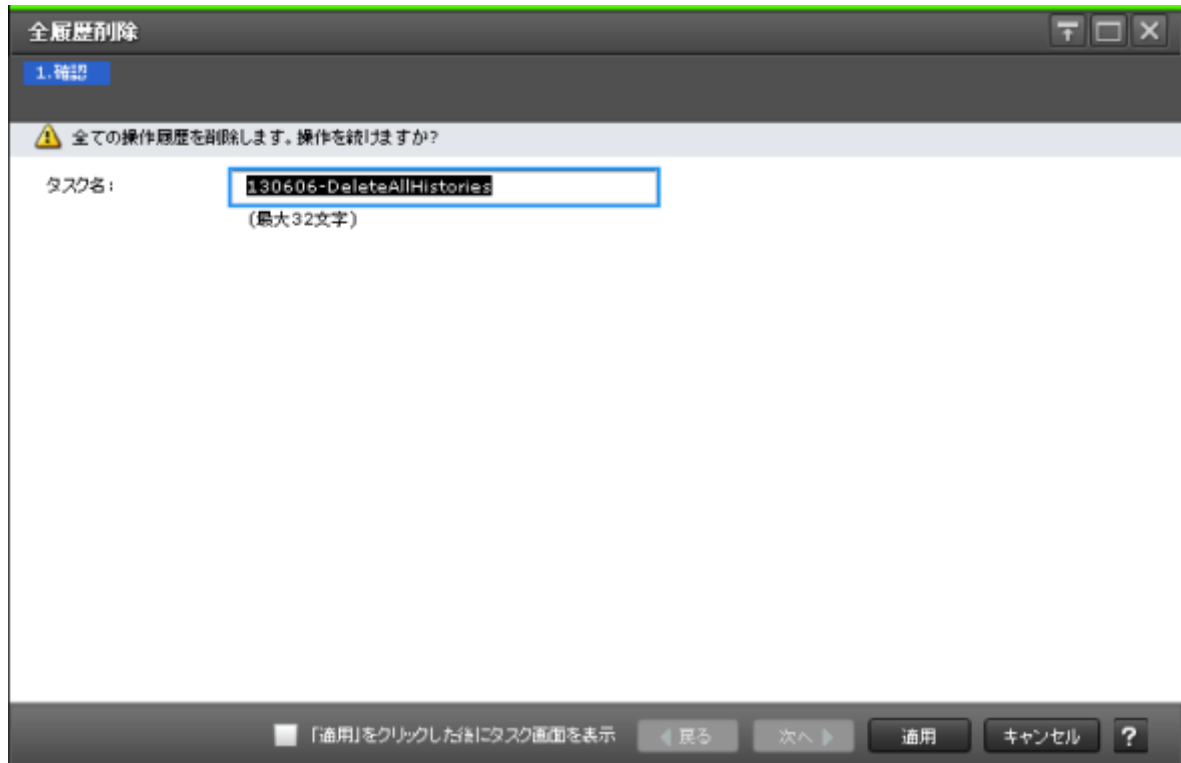 全履歴削除
1.確認
全ての操作履歴を削除します。操作を続けますか?
タスク名:
130606-DeleteAllHistories
(最大32文字)
「適用」をクリックした後にタスク画面を表示
戻る
次へ
適用
キャンセル
?